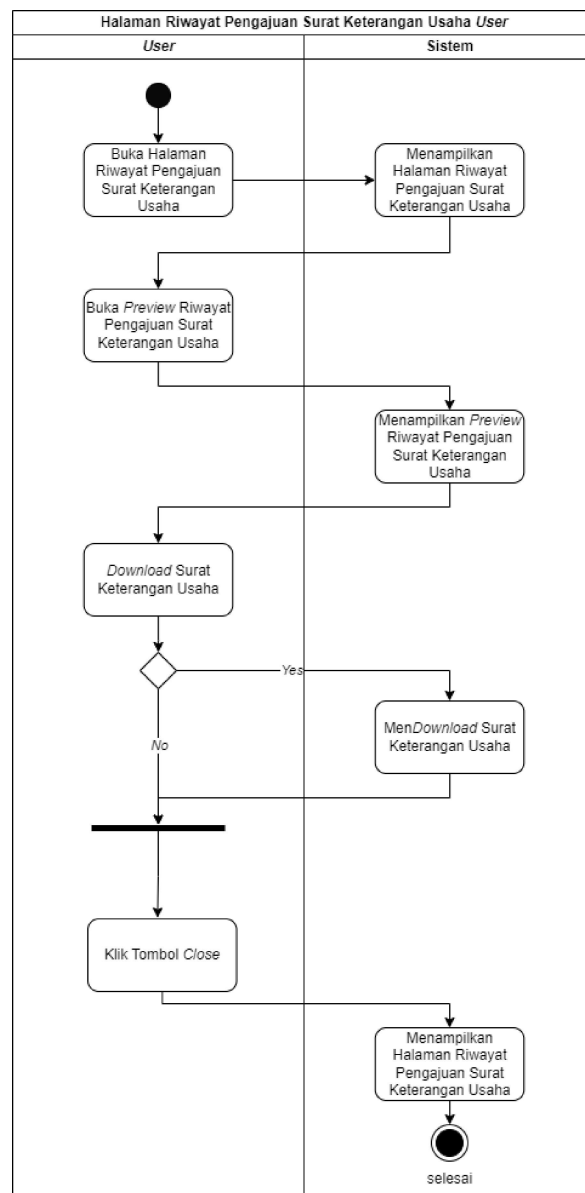 Halaman Riwayat Pengajuan Surat Keterangan Usaha User
User
Sistem
Buka Halaman
Riwayat Pengajuan
Surat Keterangan
Usaha
Menampilkan
Halaman Riwayat
Pengajuan Surat
Keterangan Usaha
Buka Preview Riwayat
Pengajuan Surat
Keterangan Usaha
Menampilkan Preview
Riwayat Pengajuan
Surat Keterangan
Usaha
Download Surat
Keterangan Usaha
Yes
MenDownload Surat
Keterangan Usaha
No
Klik Tombol Close
Menampilkan
Halaman Riwayat
Pengajuan Surat
Keterangan Usaha
selesai